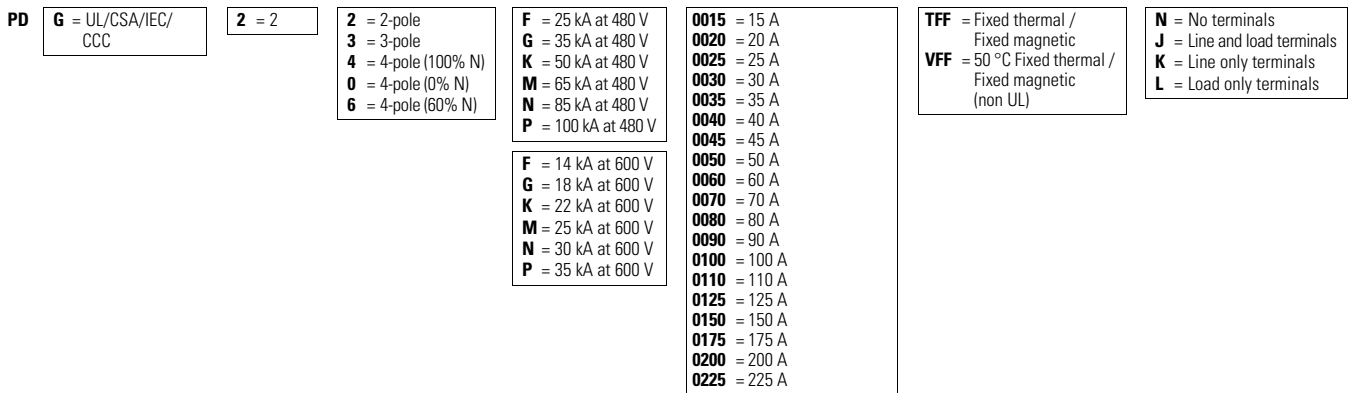 PD
G = UL/CSA/IEC/
CCC
2 = 2
2 = 2-pole
3 = 3-pole
4 = 4-pole (100% N)
0 = 4-pole (0% N)
6 = 4-pole (60% N)
F = 25 kA at 480 V
G = 35 kA at 480 V
K = 50 kA at 480 V
M = 65 kA at 480 V
N = 85 kA at 480 V
P = 100 kA at 480 V
F = 14 kA at 600 V
G = 18 kA at 600 V
K = 22 kA at 600 V
M = 25 kA at 600 V
N = 30 kA at 600 V
P = 35 kA at 600 V
0015 = 15 A
0020 = 20 A
0025 = 25 A
0030 = 30 A
0035 = 35 A
0040 = 40 A
0045 = 45 A
0050 = 50 A
0060 = 60 A
0070 = 70 A
0080 = 80 A
0090 = 90 A
0100 = 100 A
0110 = 110 A
0125 = 125 A
0150 = 150 A
0175 = 175 A
0200 = 200 A
0225 = 225 A
TFF = Fixed thermal /
Fixed magnetic
VFF = 50 °C Fixed thermal /
Fixed magnetic
(non UL)
N = No terminals
J = Line and load terminals
K = Line only terminals
L = Load only terminals